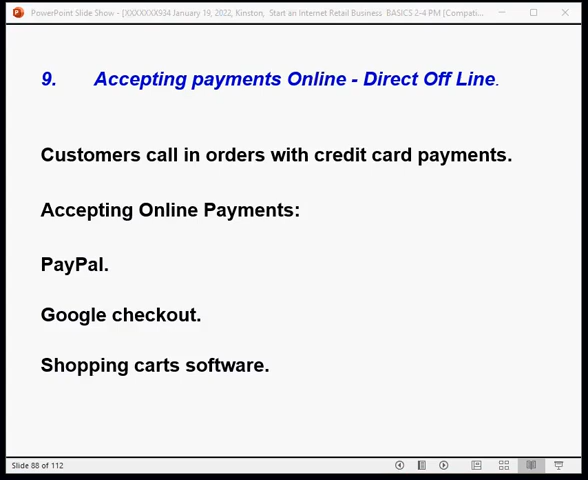 PowerPoint Slide Show - [XXXXXXX934 January 19, 2022, Kinston, Start an Internet Retail Business BASICS 2-4 PM [Compati...
9. Accepting payments Online - Direct Off Line.
Customers call in orders with credit card payments.
Accepting Online Payments:
PayPal.
Google checkout.
Shopping carts software.
Slide 88 of 112